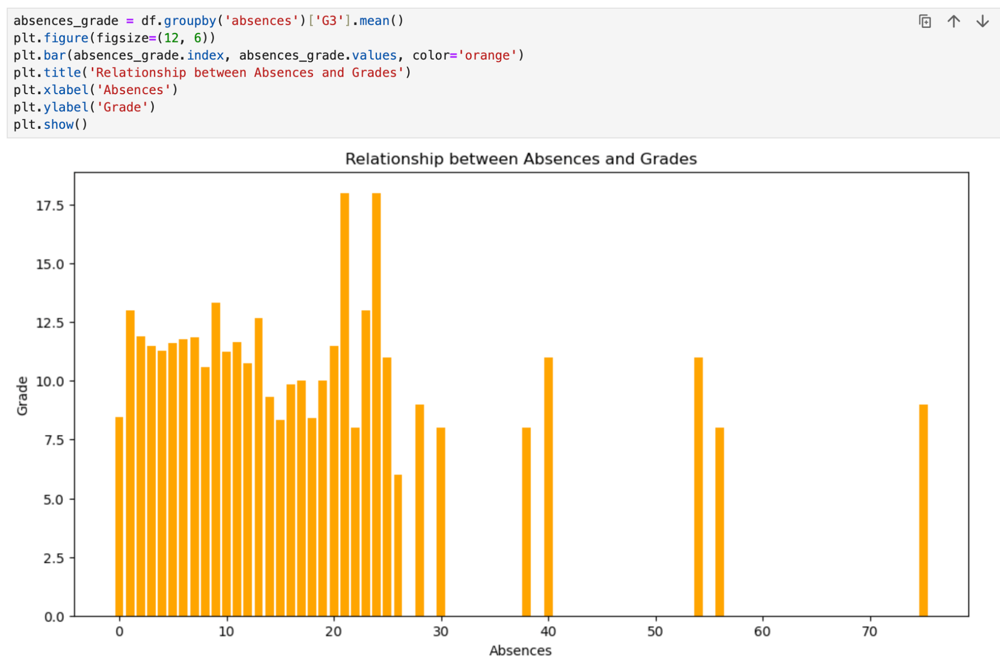 absences_grade = df.groupby('absences')['G3'].mean()
plt.figure(figsize=(12, 6))
plt.bar(absences_grade.index, absences_grade.values, color='orange')
plt.title('Relationship between Absences and Grades')
plt.xlabel('Absences')
plt.ylabel('Grade')
plt.show()
Relationship between Absences and Grades
17.5
15.0
12.5
10.0
7.5
5.0
2.5
0.0
Grade
0 10 20 30 40 50 60 70
Absences